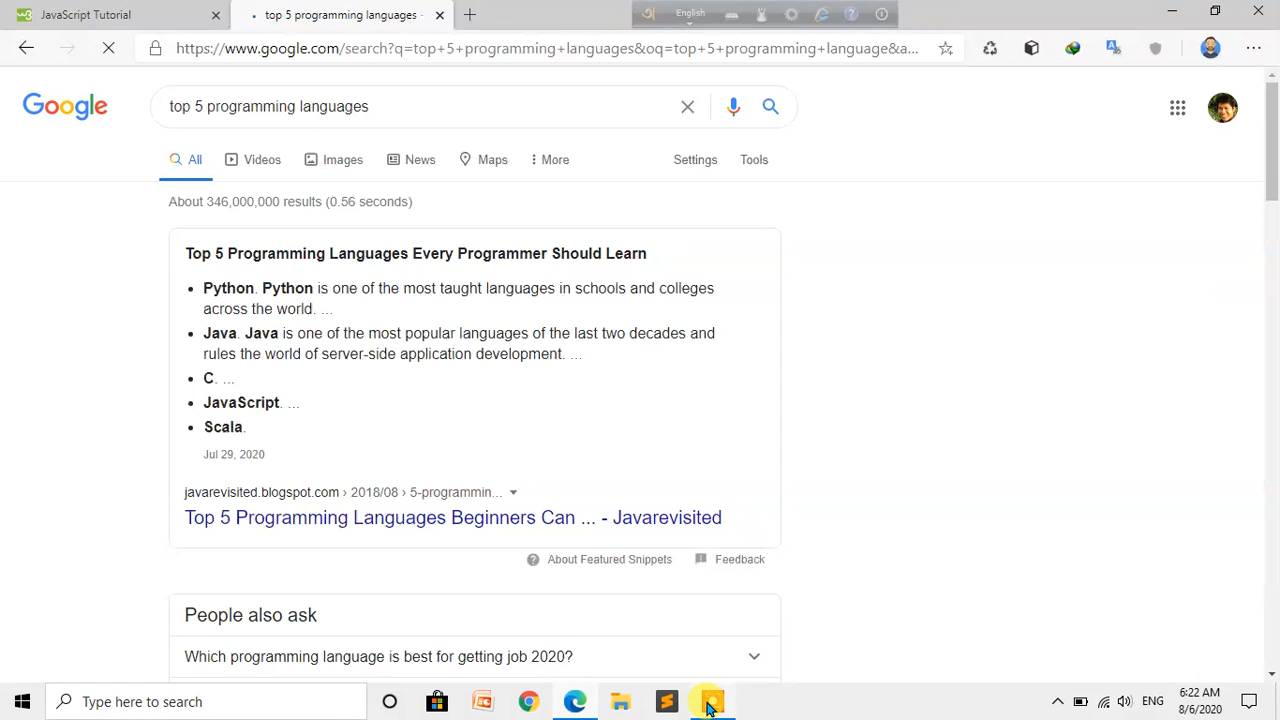 JavaScript Tutorial
top 5 programming languages -
English
https://www.google.com/search?q=top+5+programming+languages&oq=top+5+programming+language&a...
Google
top 5 programming languages
All
Videos
Images
News
Maps
More
Settings
Tools
About 346,000,000 results (0.56 seconds)
Top 5 Programming Languages Every Programmer Should Learn
Python. Python is one of the most taught languages in schools and colleges
across the world. ...
Java. Java is one of the most popular languages of the last two decades and
rules the world of server-side application development. ...
C. ...
JavaScript. ...
Scala.
Jul 29, 2020
javarevisited.blogspot.com › 2018/08 › 5-programmin...
Top 5 Programming Languages Beginners Can ... - Javarevisited
About Featured Snippets
Feedback
People also ask
Which programming language is best for getting job 2020?
Type here to search
ENG
6:22 AM
8/6/2020